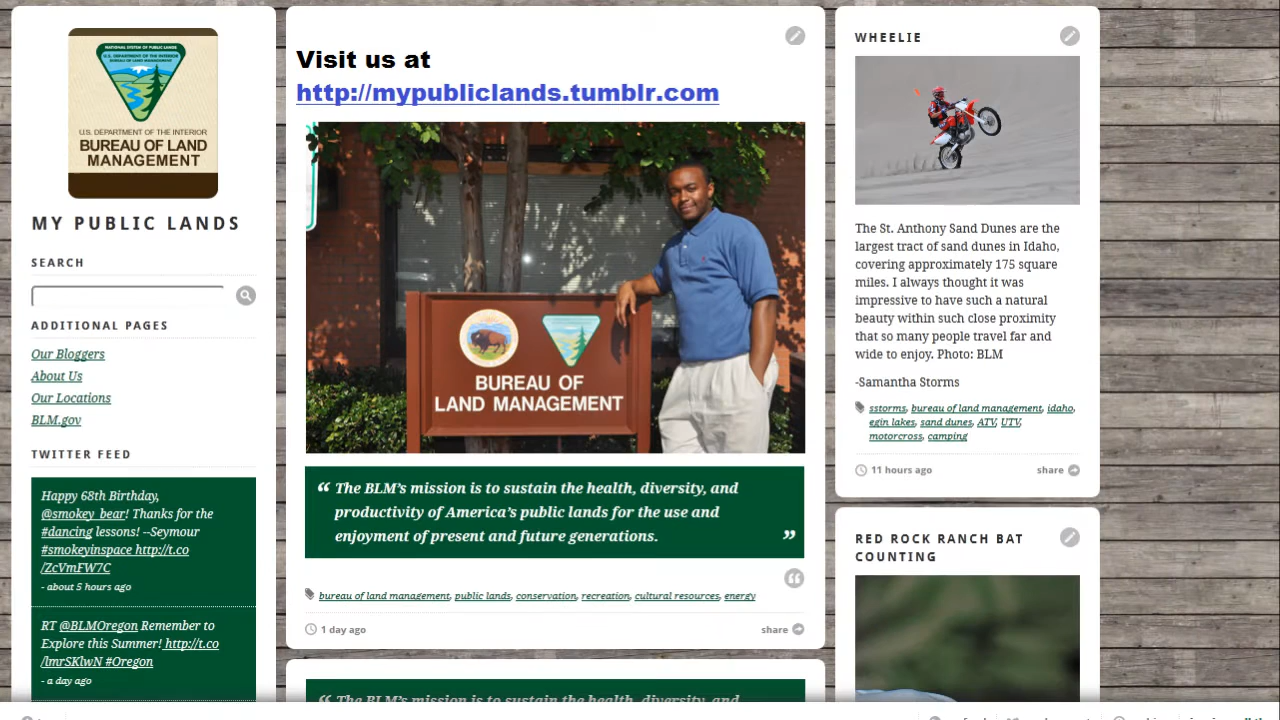 NATIONAL SYSTEM OF PUBLIC LANDS
U.S. DEPARTMENT OF THE INTERIOR
BUREAU OF LAND MANAGEMENT
U.S. DEPARTMENT OF THE INTERIOR
BUREAU OF LAND
MANAGEMENT
MY PUBLIC LANDS
SEARCH
ADDITIONAL PAGES
Our Bloggers
About Us
Our Locations
BLM.gov
TWITTER FEED
Happy 68th Birthday,
@smokey_bear! Thanks for the
#dancing lessons! --Seymour
#smokeyinspace http://t.co
/ZcVmFW7C
- about 5 hours ago
RT @BLMOregon Remember to
Explore this Summer! http://t.co
/lmrSKlwN #Oregon
- a day ago
Visit us at
http://mypubliclands.tumblr.com
BUREAU OF
LAND MANAGEMENT
“ The BLM’s mission is to sustain the health, diversity, and
productivity of America’s public lands for the use and
enjoyment of present and future generations. ”
bureau of land management, public lands, conservation, recreation, cultural resources, energy
1 day ago share
“ The BLM’s mission is to sustain the health, diversity, and
WHEELIE
The St. Anthony Sand Dunes are the
largest tract of sand dunes in Idaho,
covering approximately 175 square
miles. I always thought it was
impressive to have such a natural
beauty within such close proximity
that so many people travel far and
wide to enjoy. Photo: BLM
-Samantha Storms
sstorms, bureau of land management, idaho,
egin lakes, sand dunes, ATV, UTV,
motorcross, camping
11 hours ago share
RED ROCK RANCH BAT
COUNTING